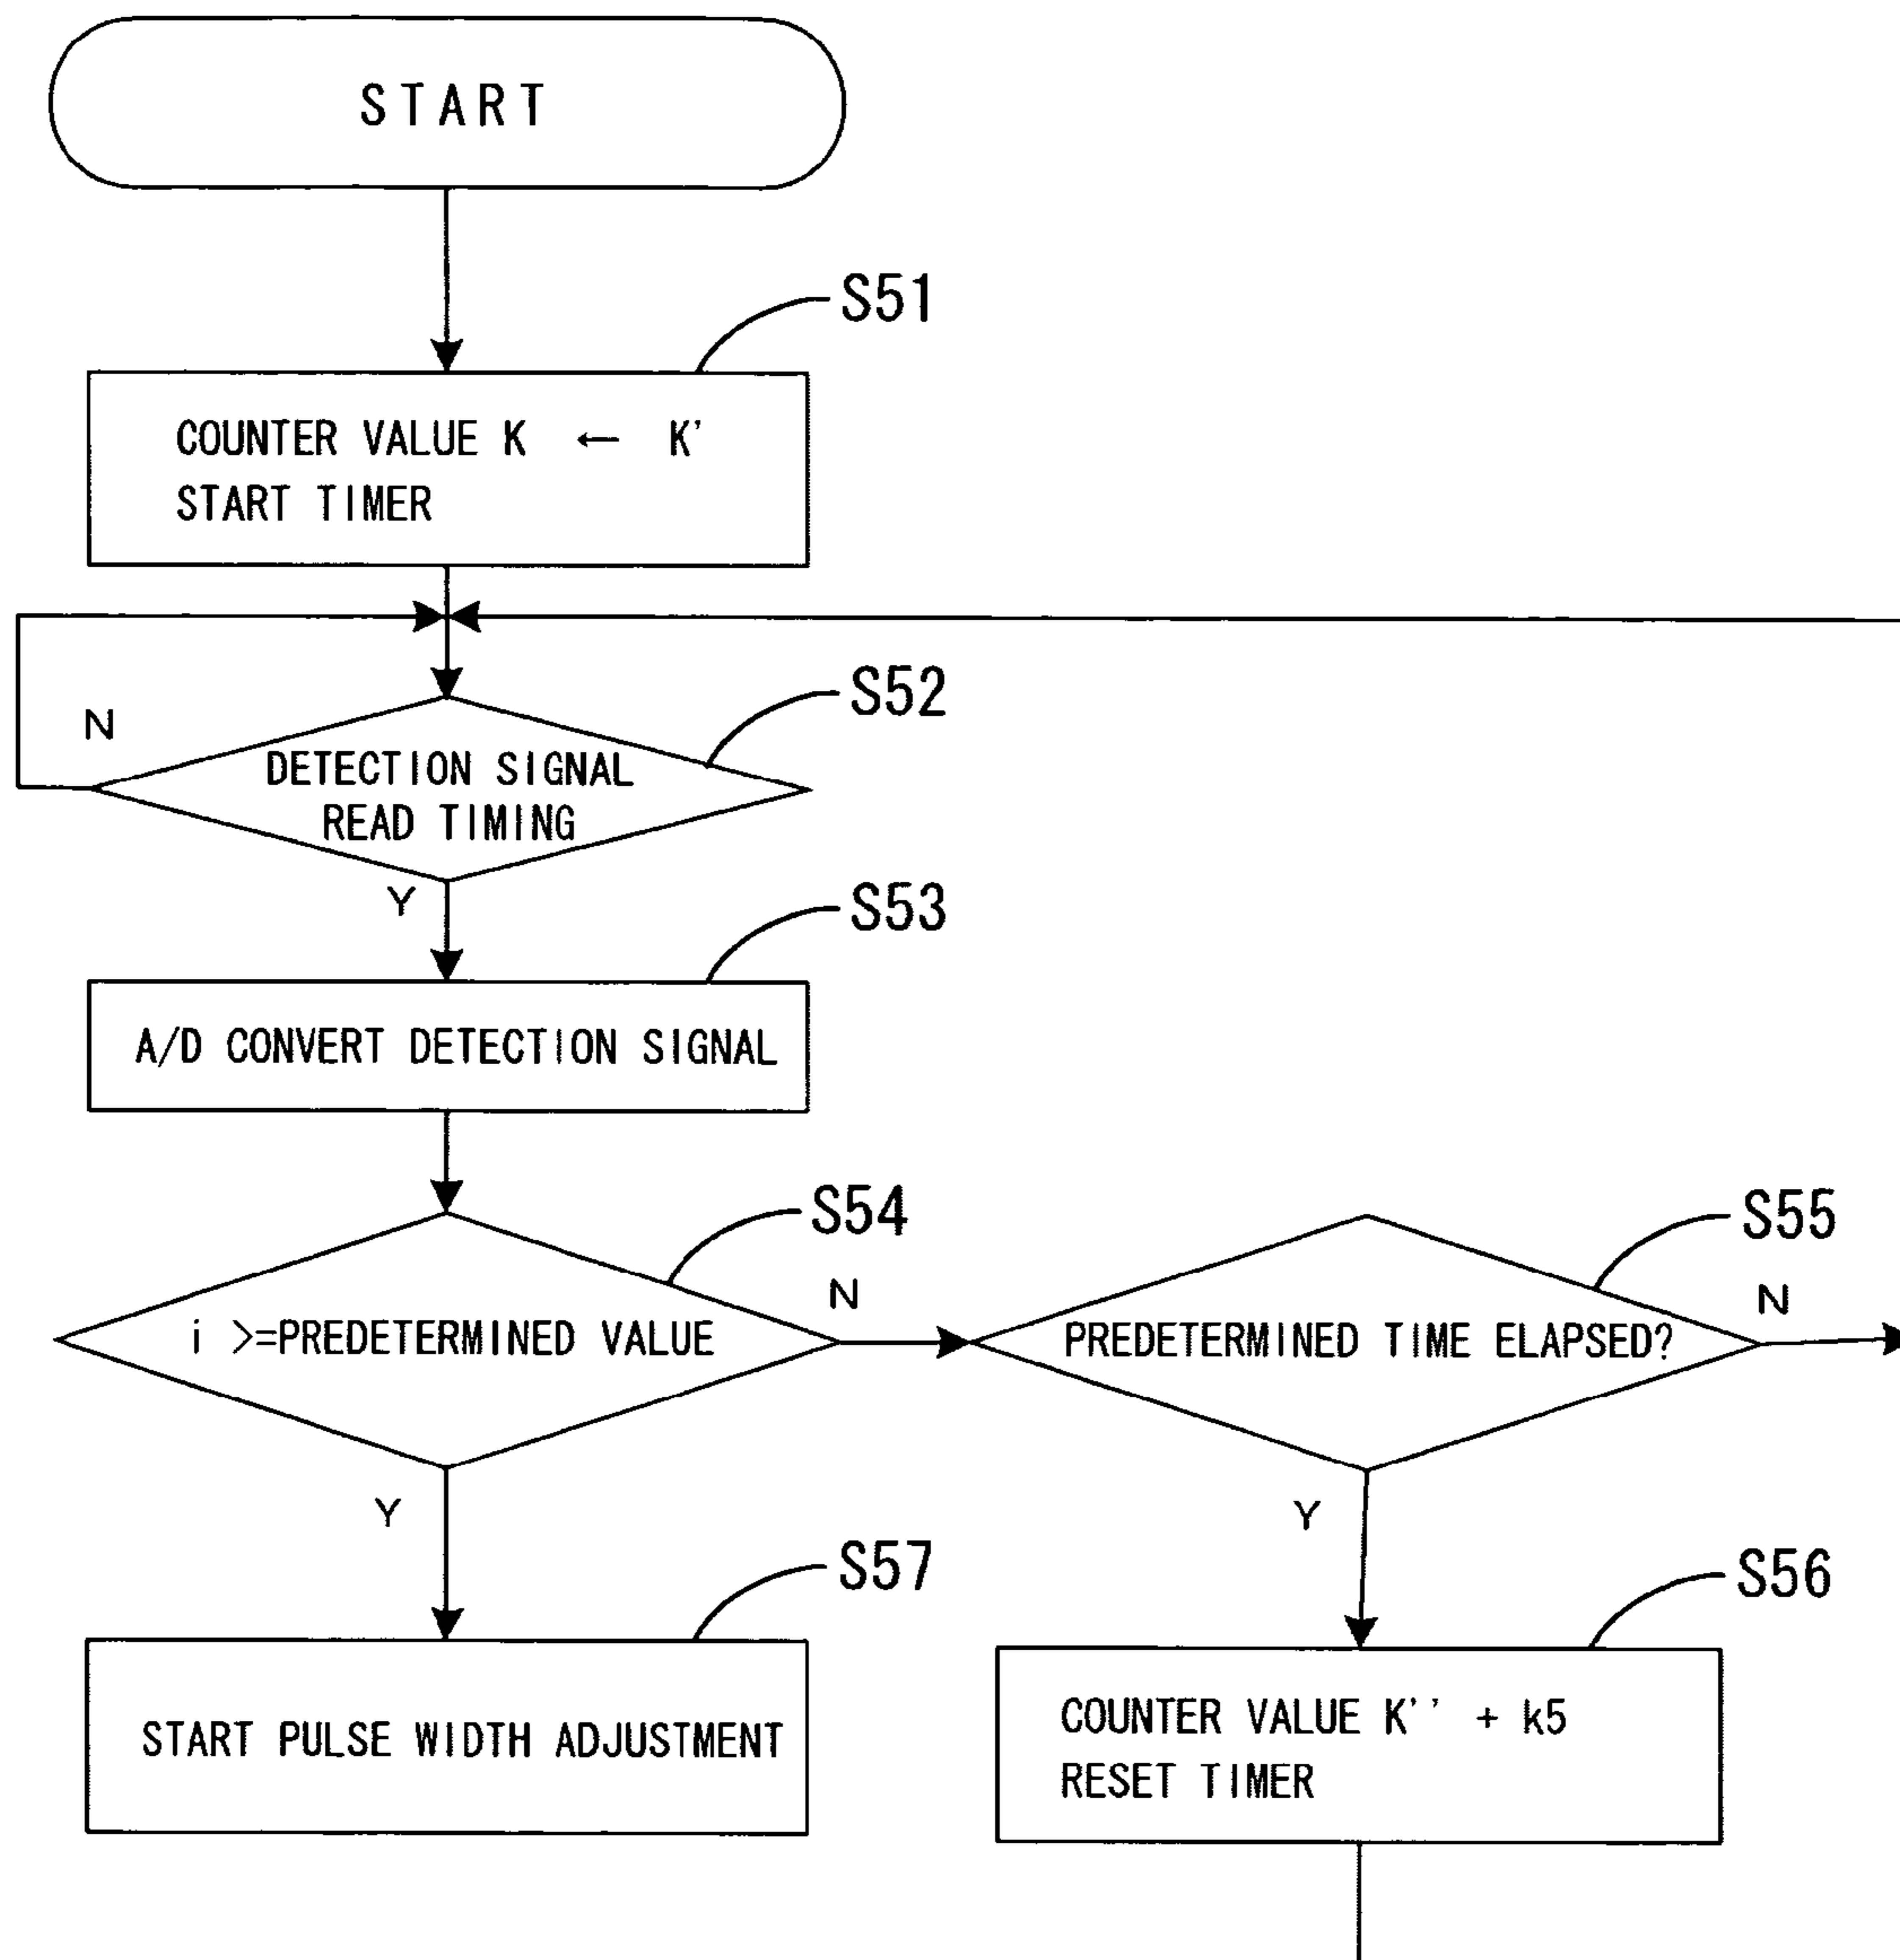 START
S51
COUNTER VALUE K ← K'
START TIMER
S52
N
DETECTION SIGNAL
READ TIMING
Y
S53
A/D CONVERT DETECTION SIGNAL
S54
i >=PREDETERMINED VALUE
N
S55
PREDETERMINED TIME ELAPSED?
N
Y
Y
S57
START PULSE WIDTH ADJUSTMENT
S56
COUNTER VALUE K'' + k5
RESET TIMER